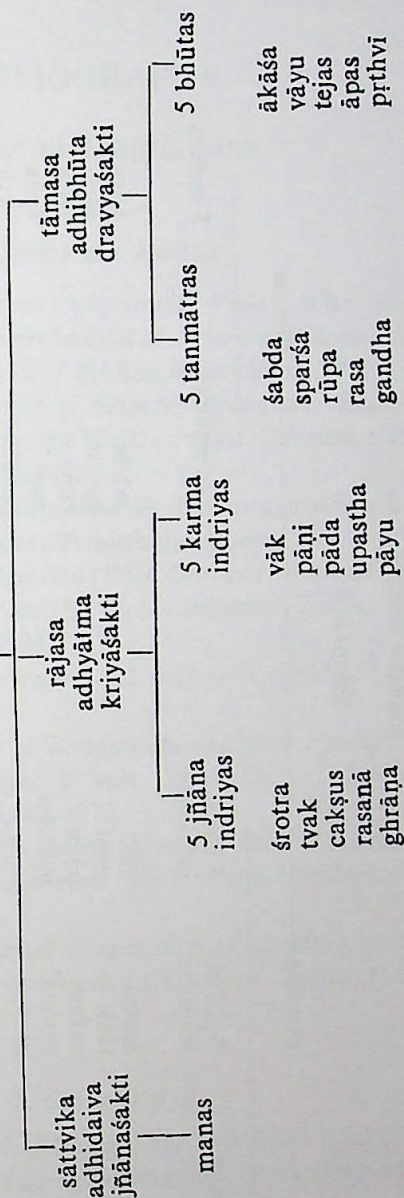 sāttvika
adhidaiva
jñānaśakti
manas
rājasa
adhyātma
kriyāśakti
5 jñāna
indriyas
śrotra
tvak
cakṣus
rasanā
ghrāṇa
5 karma
indriyas
vāk
pāṇi
pāda
upastha
pāyu
tāmasa
adhibhūta
dravyaśakti
5 tanmātras
śabda
sparśa
rūpa
rasa
gandha
5 bhūtas
ākāśa
vāyu
tejas
āpas
pṛthvī